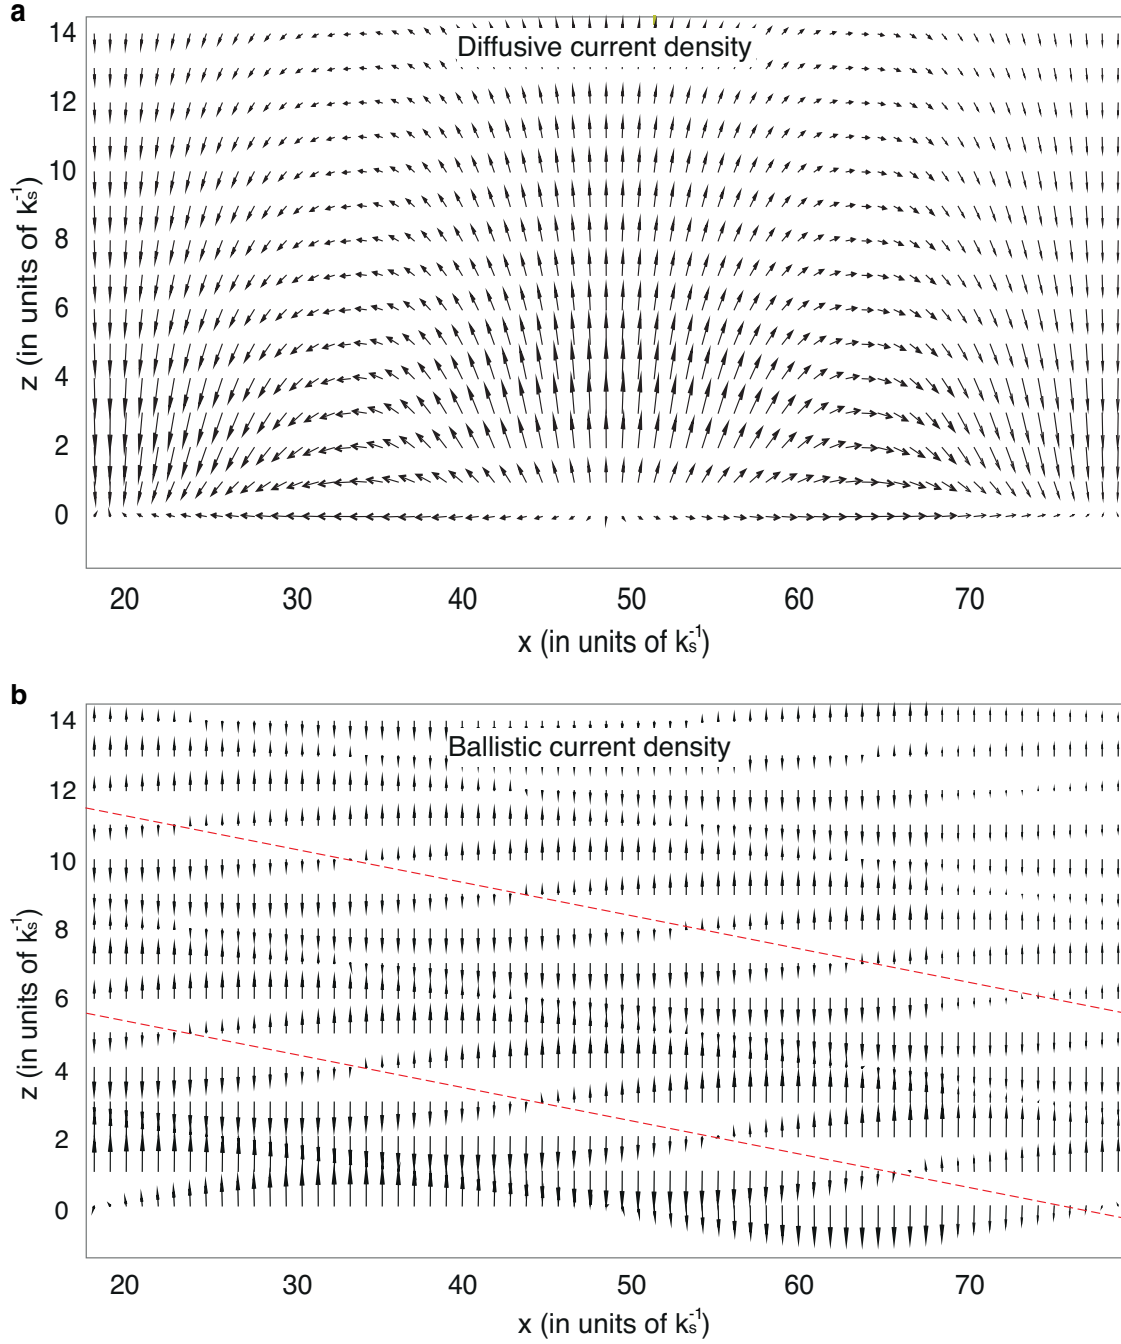 a
Diffusive current density
14
12
10
8
6
4
2
0
z (in units of kₛ⁻¹)
20 30 40 50 60 70
x (in units of kₛ⁻¹)
b
Ballistic current density
14
12
10
8
6
4
2
0
z (in units of kₛ⁻¹)
20 30 40 50 60 70
x (in units of kₛ⁻¹)